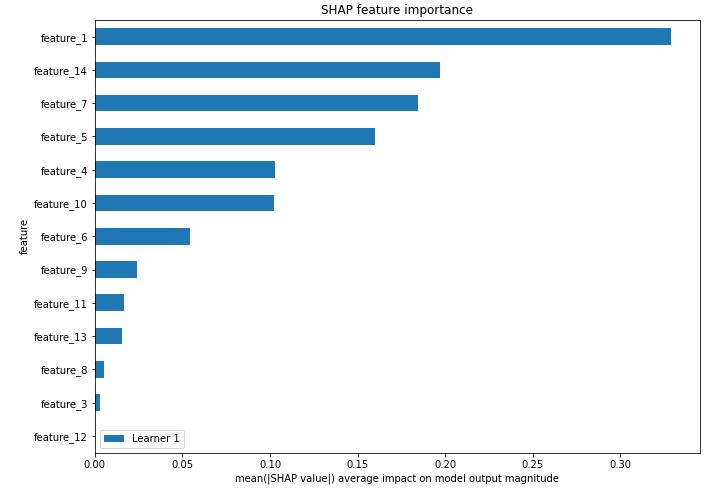 SHAP feature importance
feature_1
feature_14
feature_7
feature_5
feature_4
feature_10
feature_6
feature_9
feature_11
feature_13
feature_8
feature_3
feature_12
feature
Learner 1
0.00 0.05 0.10 0.15 0.20 0.25 0.30
mean(|SHAP value|) average impact on model output magnitude